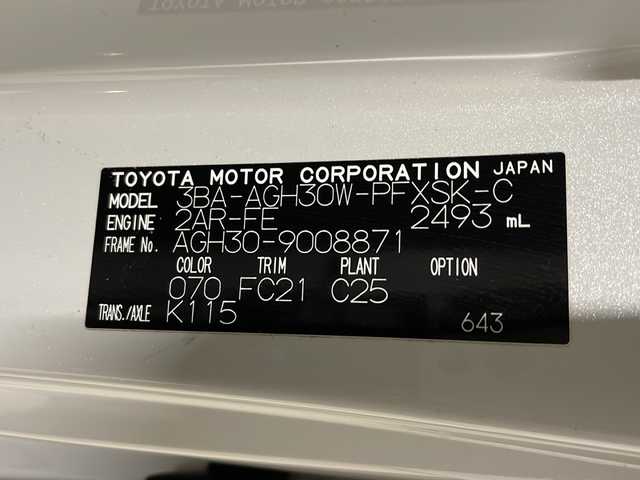 TOYOTA MOTOR CORPORATION JAPAN
MODEL 3BA-AGH30W-PFXSK-C
ENGINE 2AR-FE 2493 mL
FRAME No. AGH30-9008871
COLOR TRIM PLANT OPTION
070 FC21 C25
TRANS./AXLE K115
643